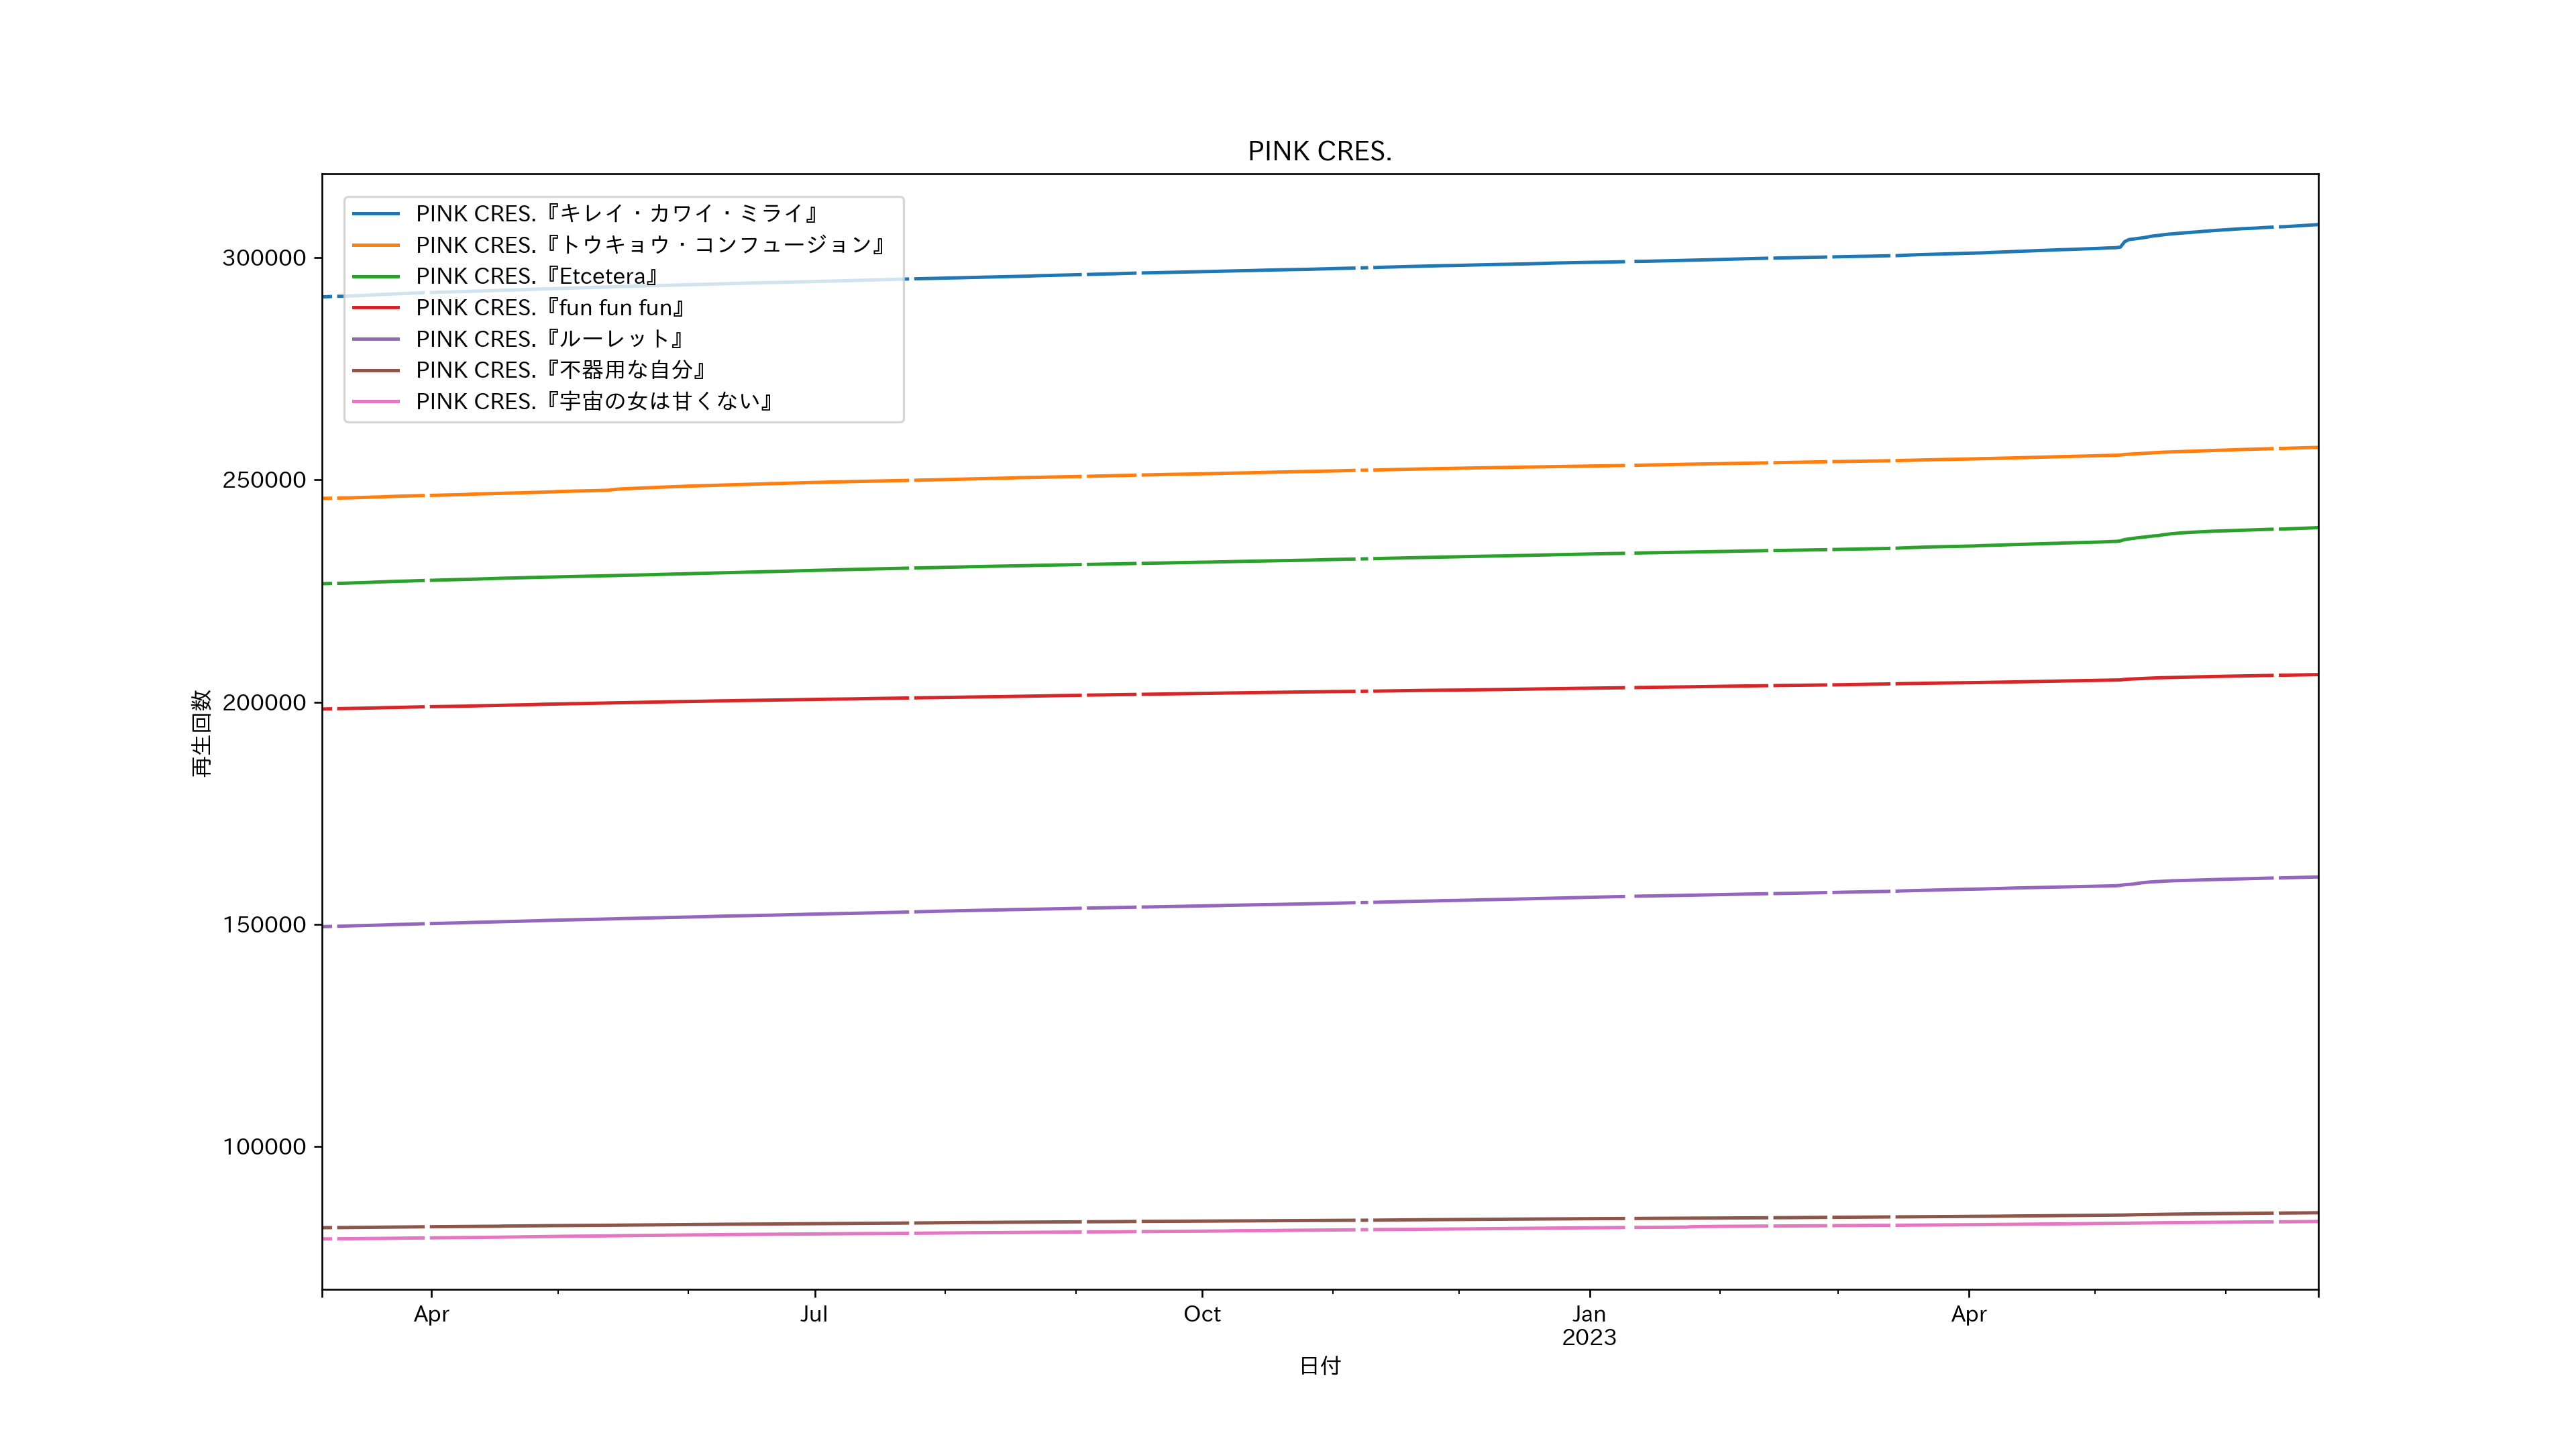 PINK CRES.
PINK CRES.『キレイ・カワイ・ミライ』
PINK CRES.『トウキョウ・コンフュージョン』
PINK CRES.『Etcetera』
PINK CRES.『fun fun fun』
PINK CRES.『ルーレット』
PINK CRES.『不器用な自分』
PINK CRES.『宇宙の女は甘くない』
300000
250000
200000
150000
100000
再生回数
Apr
Jul
Oct
Jan
2023
Apr
日付